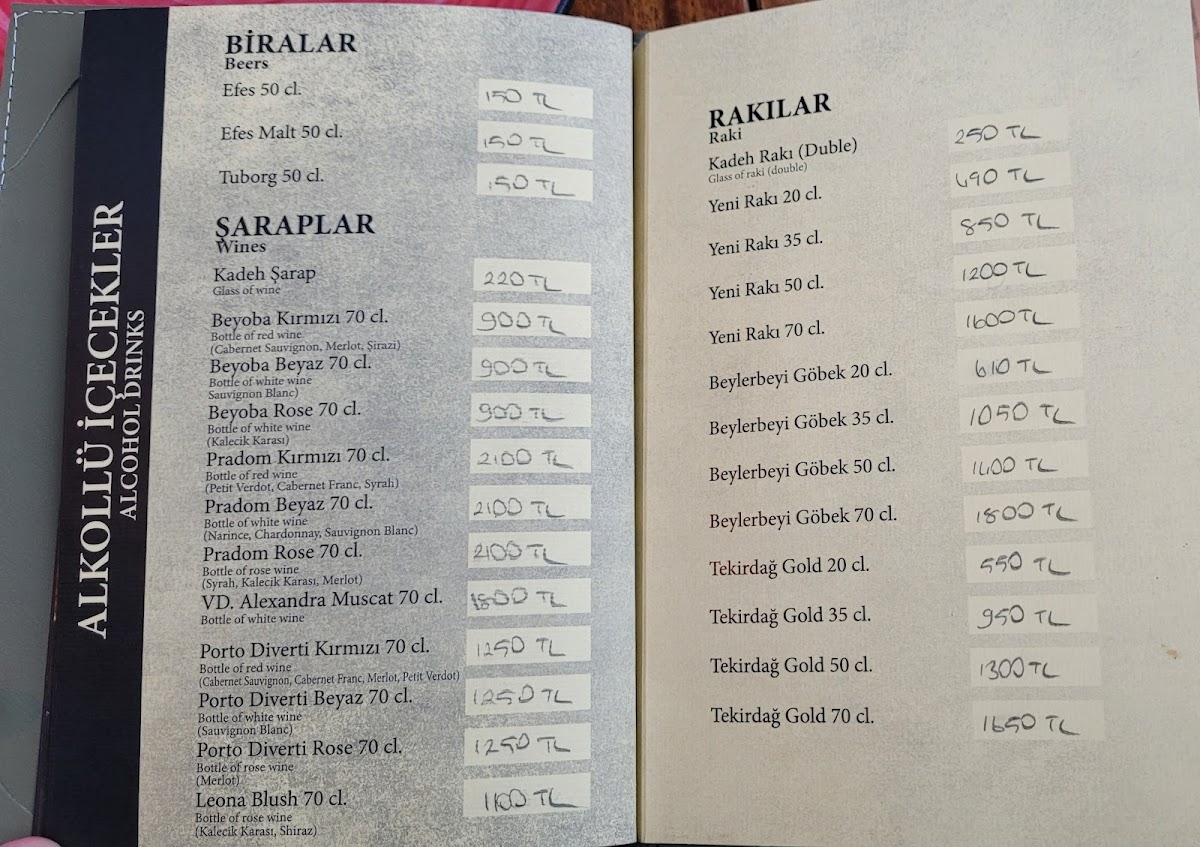 ALKOLLÜ İÇECEKLER
ALCOHOL DRINKS
BİRALAR
Beers
Efes 50 cl. 150 TL
Efes Malt 50 cl. 150 TL
Tuborg 50 cl. 150 TL
ŞARAPLAR
Wines
Kadeh Şarap 220 TL
Glass of wine
Beyoba Kırmızı 70 cl. 900 TL
Bottle of red wine
(Cabernet Sauvignon, Merlot, Şirazi)
Beyoba Beyaz 70 cl. 900 TL
Bottle of white wine
Sauvignon Blanc)
Beyoba Rose 70 cl. 900 TL
Bottle of white wine
(Kalecik Karası)
Pradom Kırmızı 70 cl. 2100 TL
Bottle of red wine
(Petit Verdot, Cabernet Franc, Syrah)
Pradom Beyaz 70 cl. 2100 TL
Bottle of white wine
(Narince, Chardonnay, Sauvignon Blanc)
Pradom Rose 70 cl. 2100 TL
Bottle of rose wine
(Syrah, Kalecik Karası, Merlot)
VD. Alexandra Muscat 70 cl. 1800 TL
Bottle of white wine
Porto Diverti Kırmızı 70 cl. 1250 TL
Bottle of red wine
(Cabernet Sauvignon, Cabernet Franc, Merlot, Petit Verdot)
Porto Diverti Beyaz 70 cl. 1250 TL
Bottle of white wine
(Sauvignon Blanc)
Porto Diverti Rose 70 cl. 1250 TL
Bottle of rose wine
(Merlot)
Leona Blush 70 cl. 1100 TL
Bottle of rose wine
(Kalecik Karası, Shiraz)
RAKILAR
Raki
Kadeh Rakı (Duble) 250 TL
Glass of raki (double)
Yeni Rakı 20 cl. 490 TL
Yeni Rakı 35 cl. 850 TL
Yeni Rakı 50 cl. 1200 TL
Yeni Rakı 70 cl. 1600 TL
Beylerbeyi Göbek 20 cl. 610 TL
Beylerbeyi Göbek 35 cl. 1050 TL
Beylerbeyi Göbek 50 cl. 1400 TL
Beylerbeyi Göbek 70 cl. 1800 TL
Tekirdağ Gold 20 cl. 550 TL
Tekirdağ Gold 35 cl. 950 TL
Tekirdağ Gold 50 cl. 1300 TL
Tekirdağ Gold 70 cl. 1650 TL